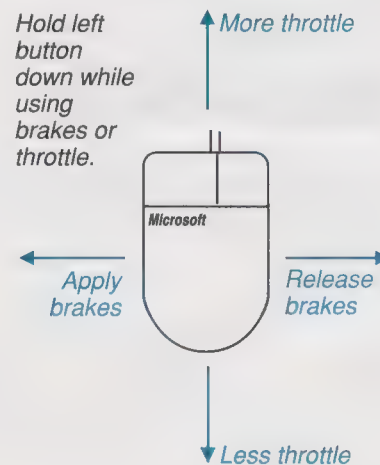 Hold left
button
down while
using
brakes or
throttle.
More throttle
Microsoft
Apply
brakes
Release
brakes
Less throttle